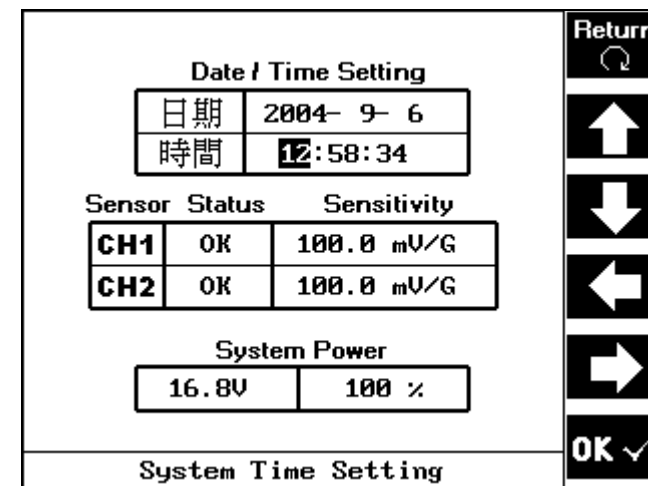 Return
Date / Time Setting
日期 2004- 9- 6
時間 12:58:34
Sensor Status Sensitivity
CH1 OK 100.0 mV/G
CH2 OK 100.0 mV/G
System Power
16.8V 100 %
OK
System Time Setting